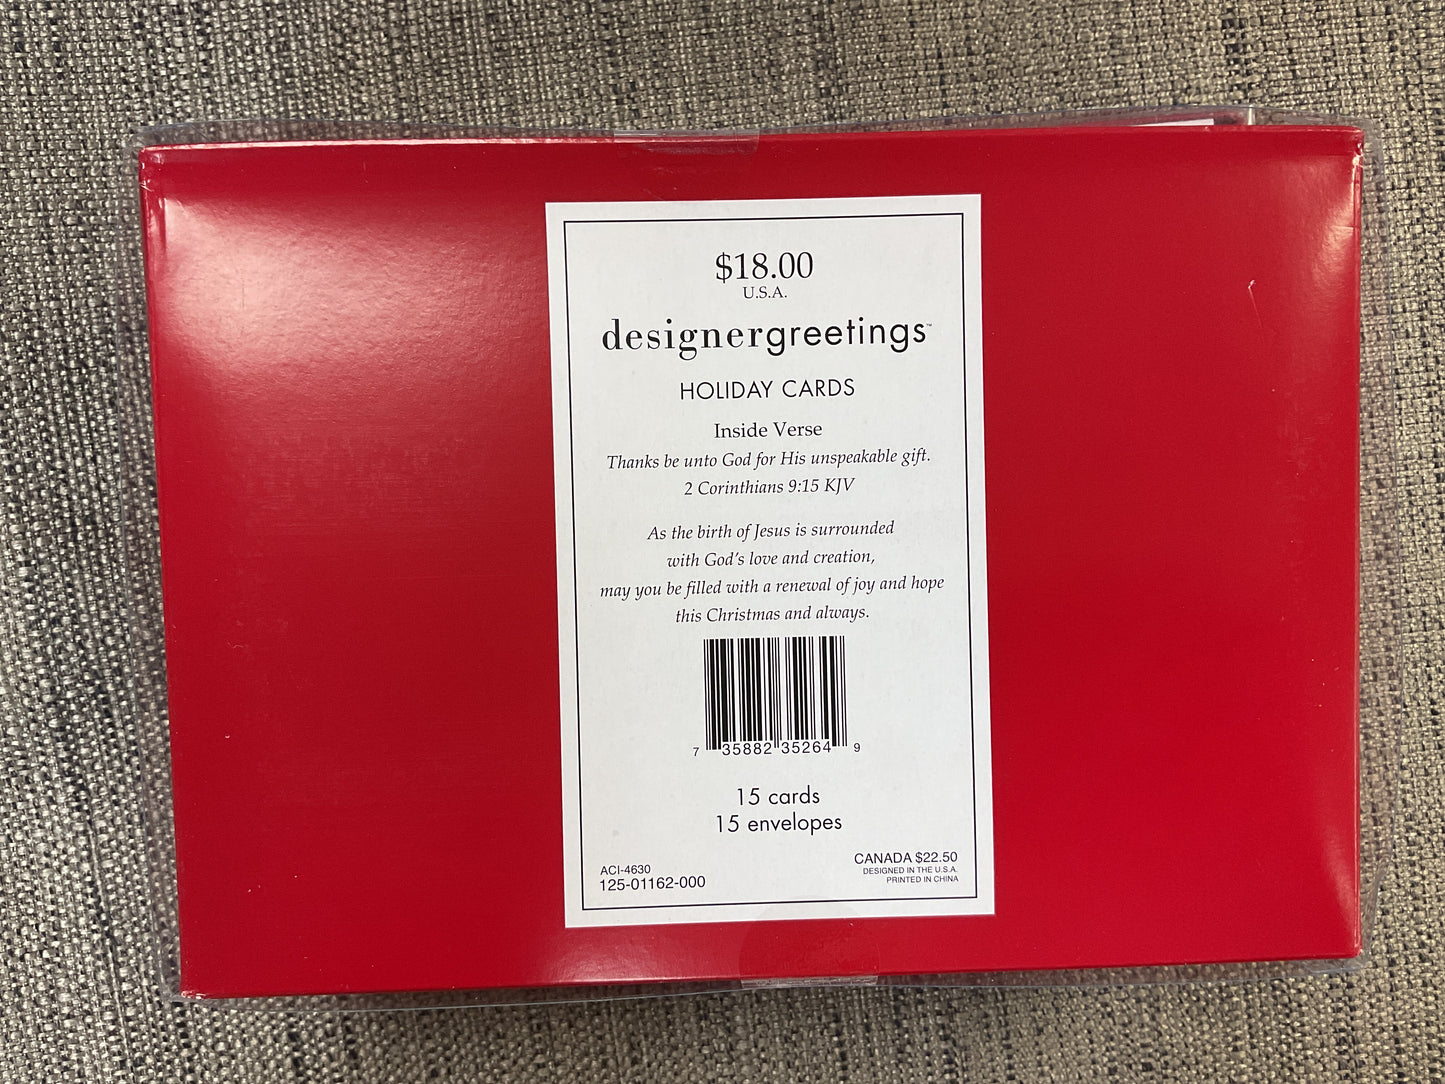 $18.00
U.S.A.
designergreetings™
HOLIDAY CARDS
Inside Verse
Thanks be unto God for His unspeakable gift.
2 Corinthians 9:15 KJV
As the birth of Jesus is surrounded
with God's love and creation,
may you be filled with a renewal of joy and hope
this Christmas and always.
7 35882 35264 9
15 cards
15 envelopes
ACI-4630
125-01162-000
CANADA $22.50
DESIGNED IN THE U.S.A.
PRINTED IN CHINA